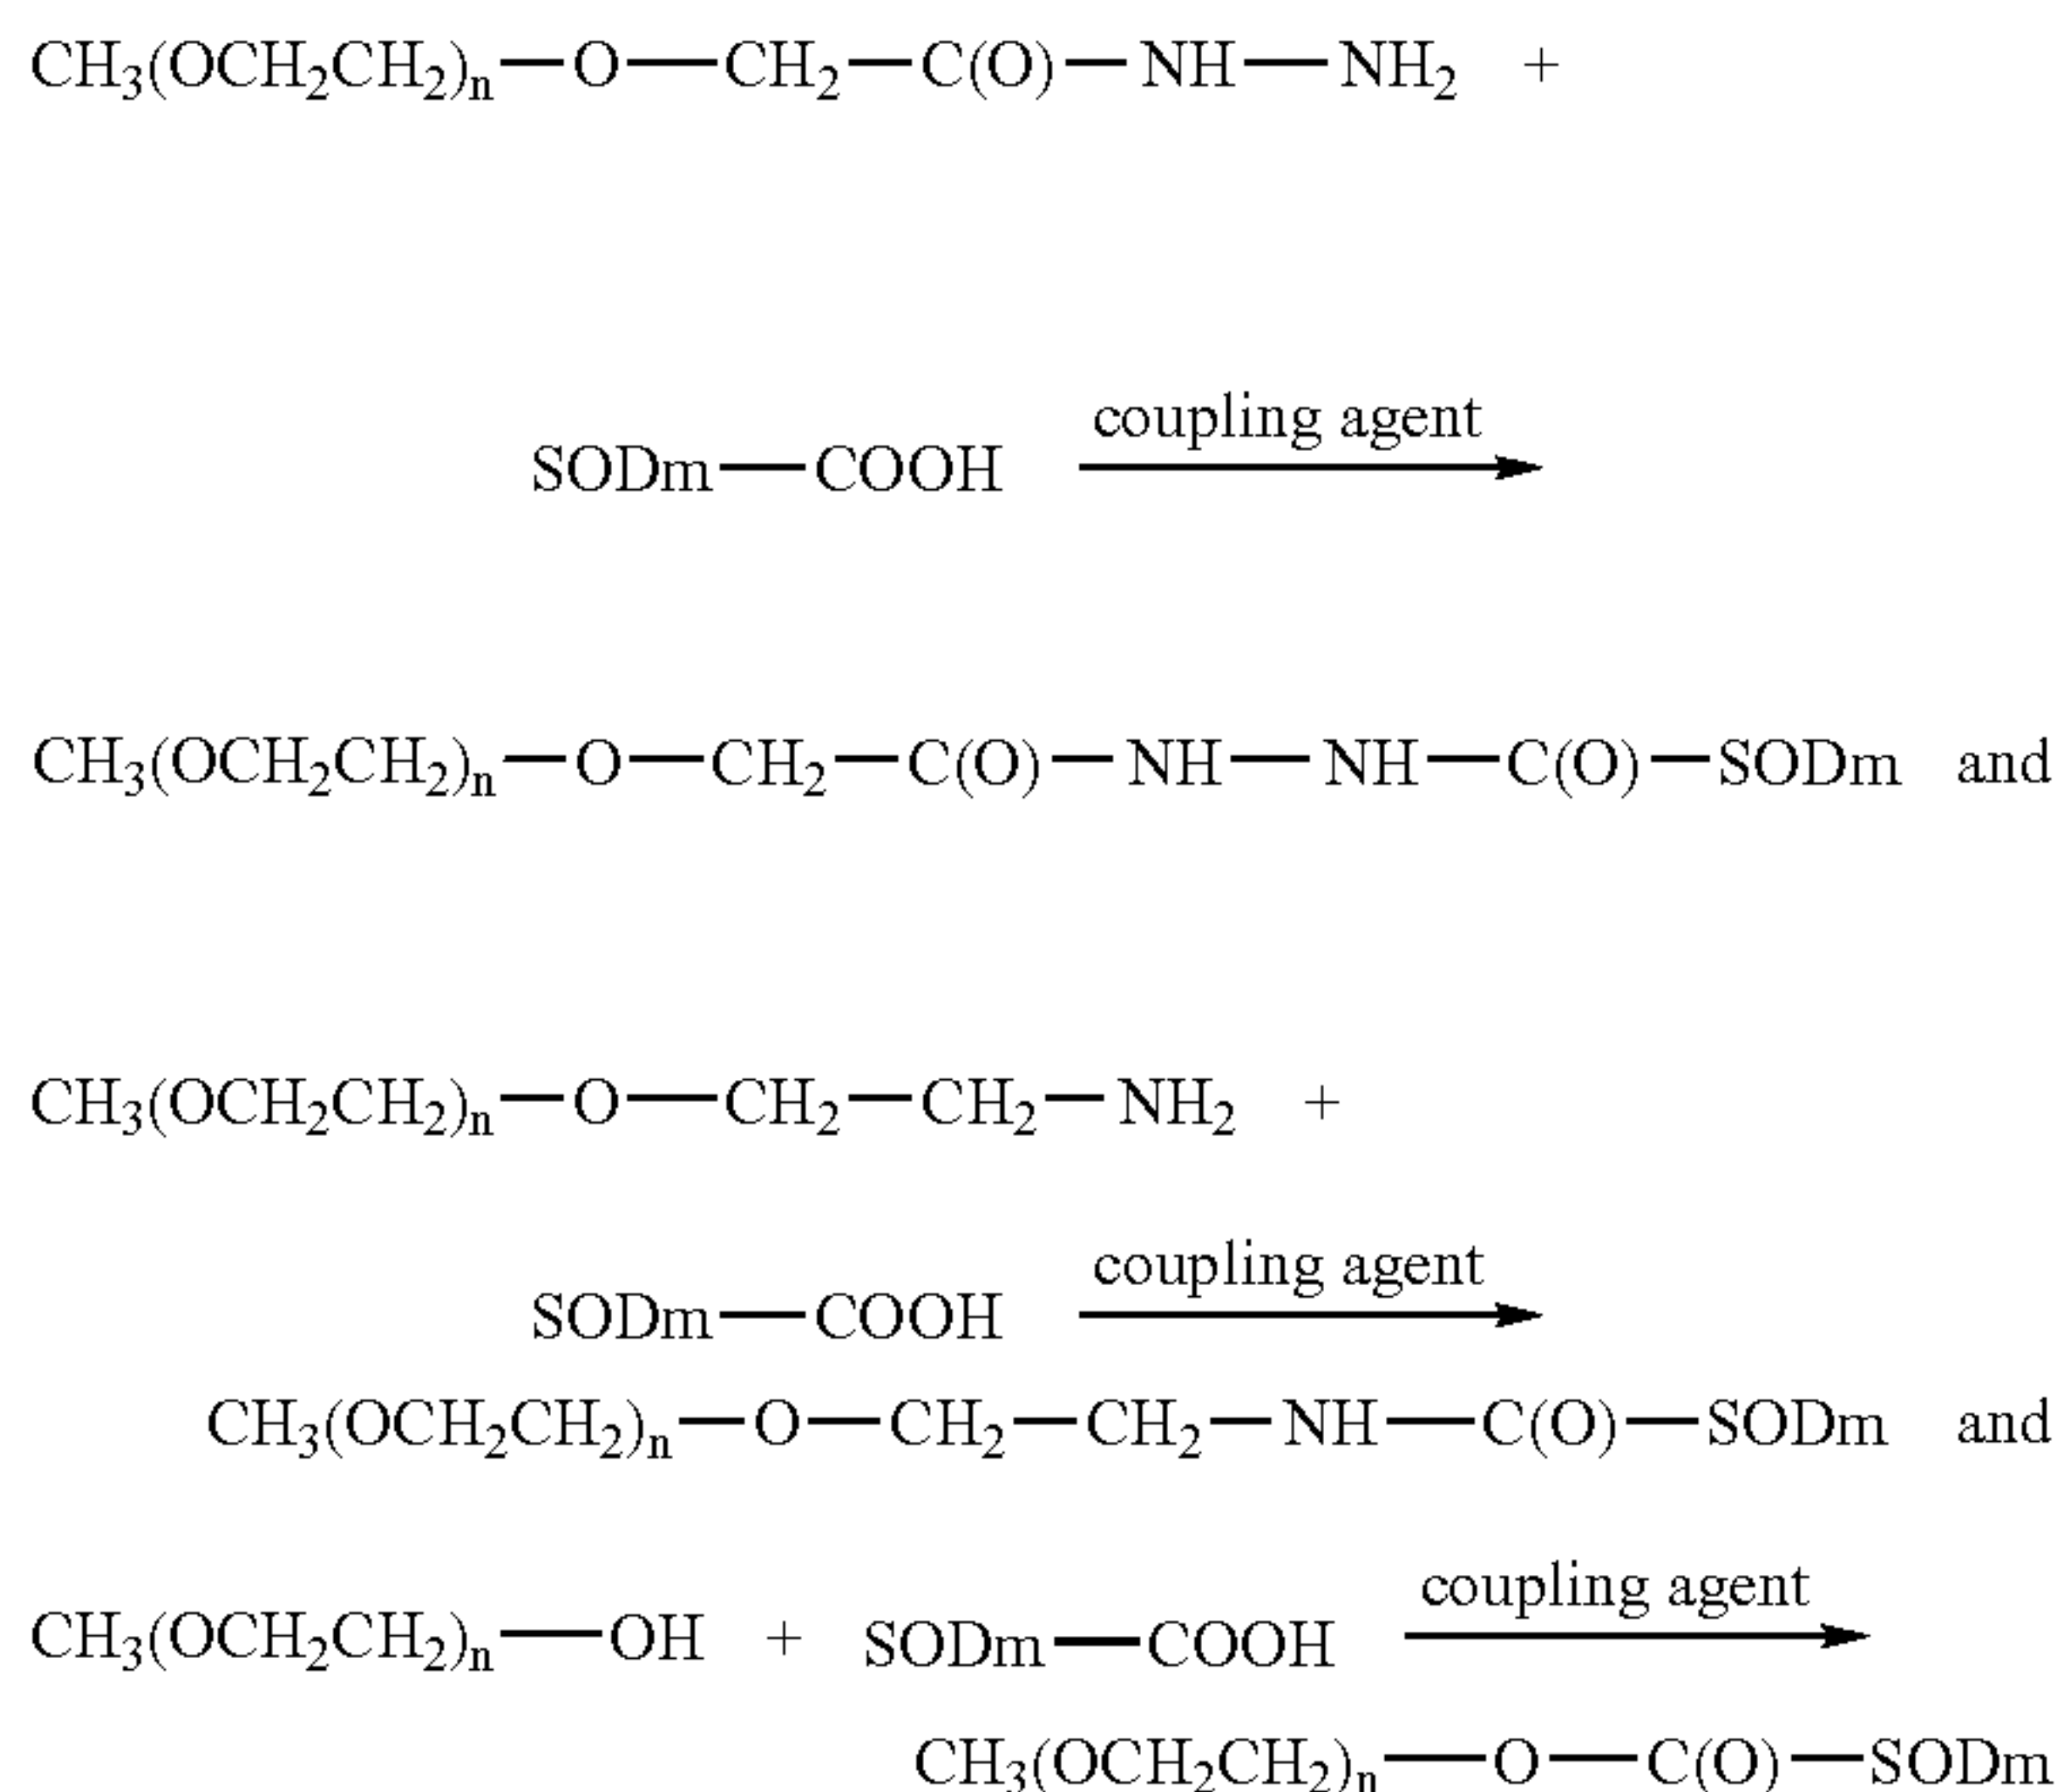 CH₃(OCH₂CH₂)ₙ—O—CH₂—C(O)—NH—NH₂ +
coupling agent
SODm—COOH
CH₃(OCH₂CH₂)ₙ—O—CH₂—C(O)—NH—NH—C(O)—SODm and
CH₃(OCH₂CH₂)ₙ—O—CH₂—CH₂—NH₂ +
coupling agent
SODm—COOH
CH₃(OCH₂CH₂)ₙ—O—CH₂—CH₂—NH—C(O)—SODm and
coupling agent
CH₃(OCH₂CH₂)ₙ—OH + SODm—COOH
CH₃(OCH₂CH₂)ₙ—O—C(O)—SODm